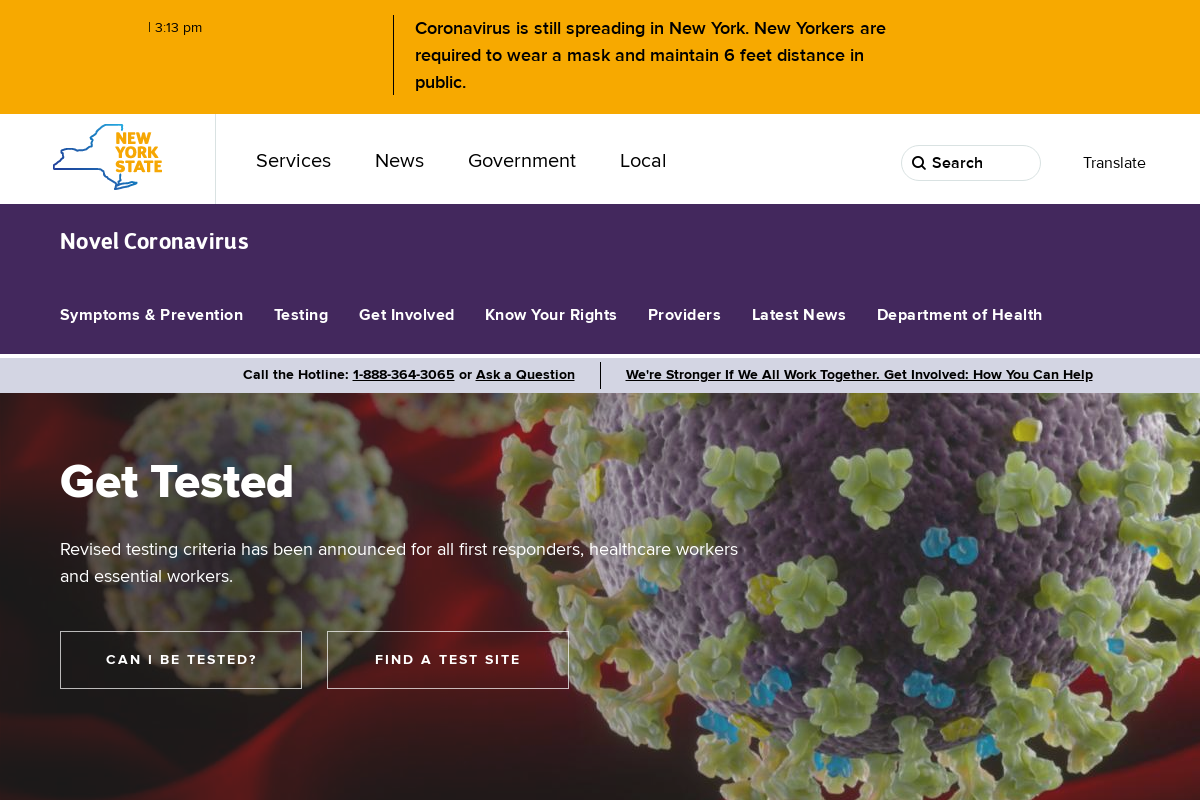 | 3:13 pm
Coronavirus is still spreading in New York. New Yorkers are
required to wear a mask and maintain 6 feet distance in
public.
NEW
YORK
STATE
Services
News
Government
Local
Search
Translate
Novel Coronavirus
Symptoms & Prevention
Testing
Get Involved
Know Your Rights
Providers
Latest News
Department of Health
Call the Hotline: 1-888-364-3065 or Ask a Question
We're Stronger If We All Work Together. Get Involved: How You Can Help
Get Tested
Revised testing criteria has been announced for all first responders, healthcare workers
and essential workers.
CAN I BE TESTED?
FIND A TEST SITE